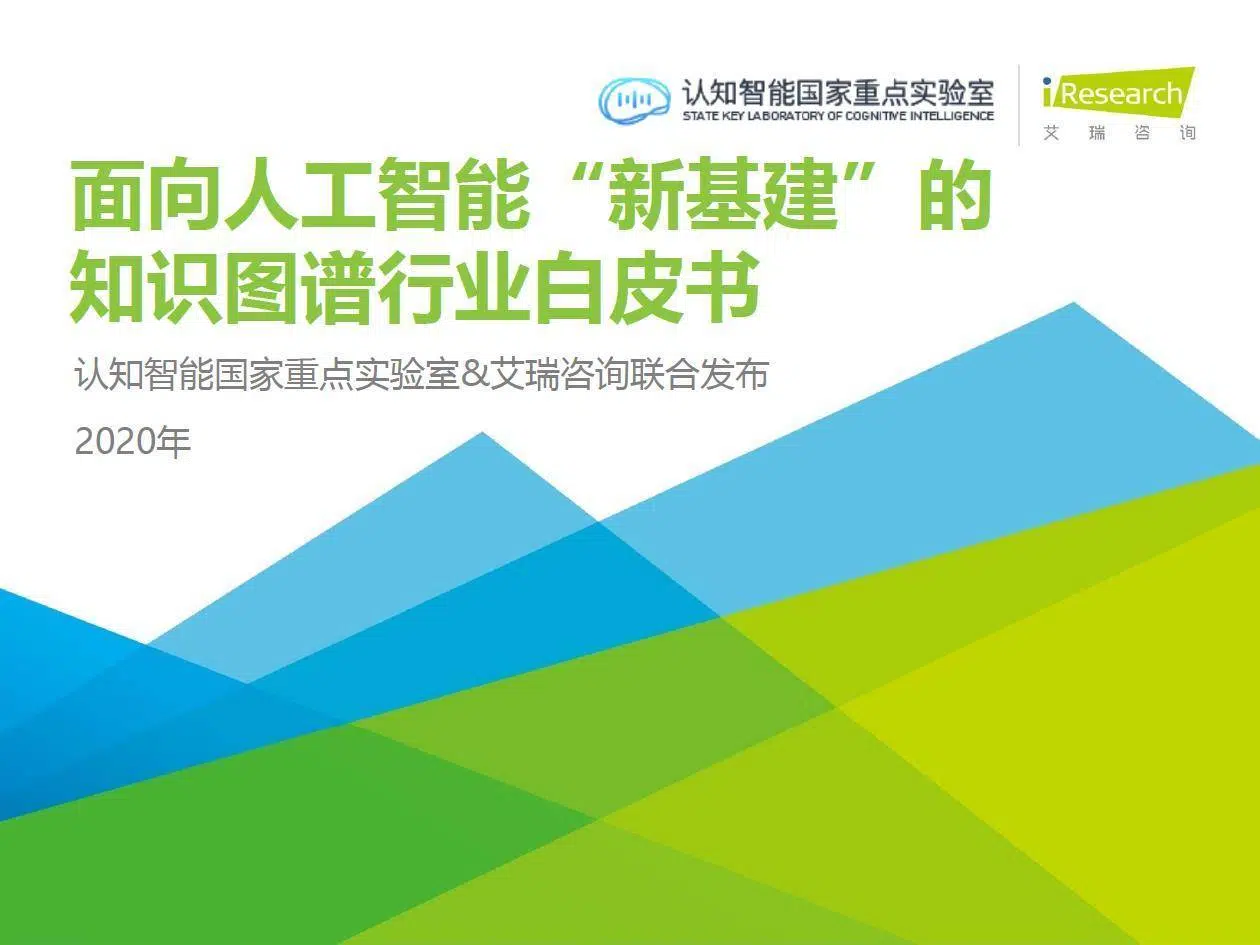 认知智能国家重点实验室
STATE KEY LABORATORY OF COGNITIVE INTELLIGENCE
iResearch
艾瑞咨询
面向人工智能“新基建”的
知识图谱行业白皮书
认知智能国家重点实验室&艾瑞咨询联合发布
2020年